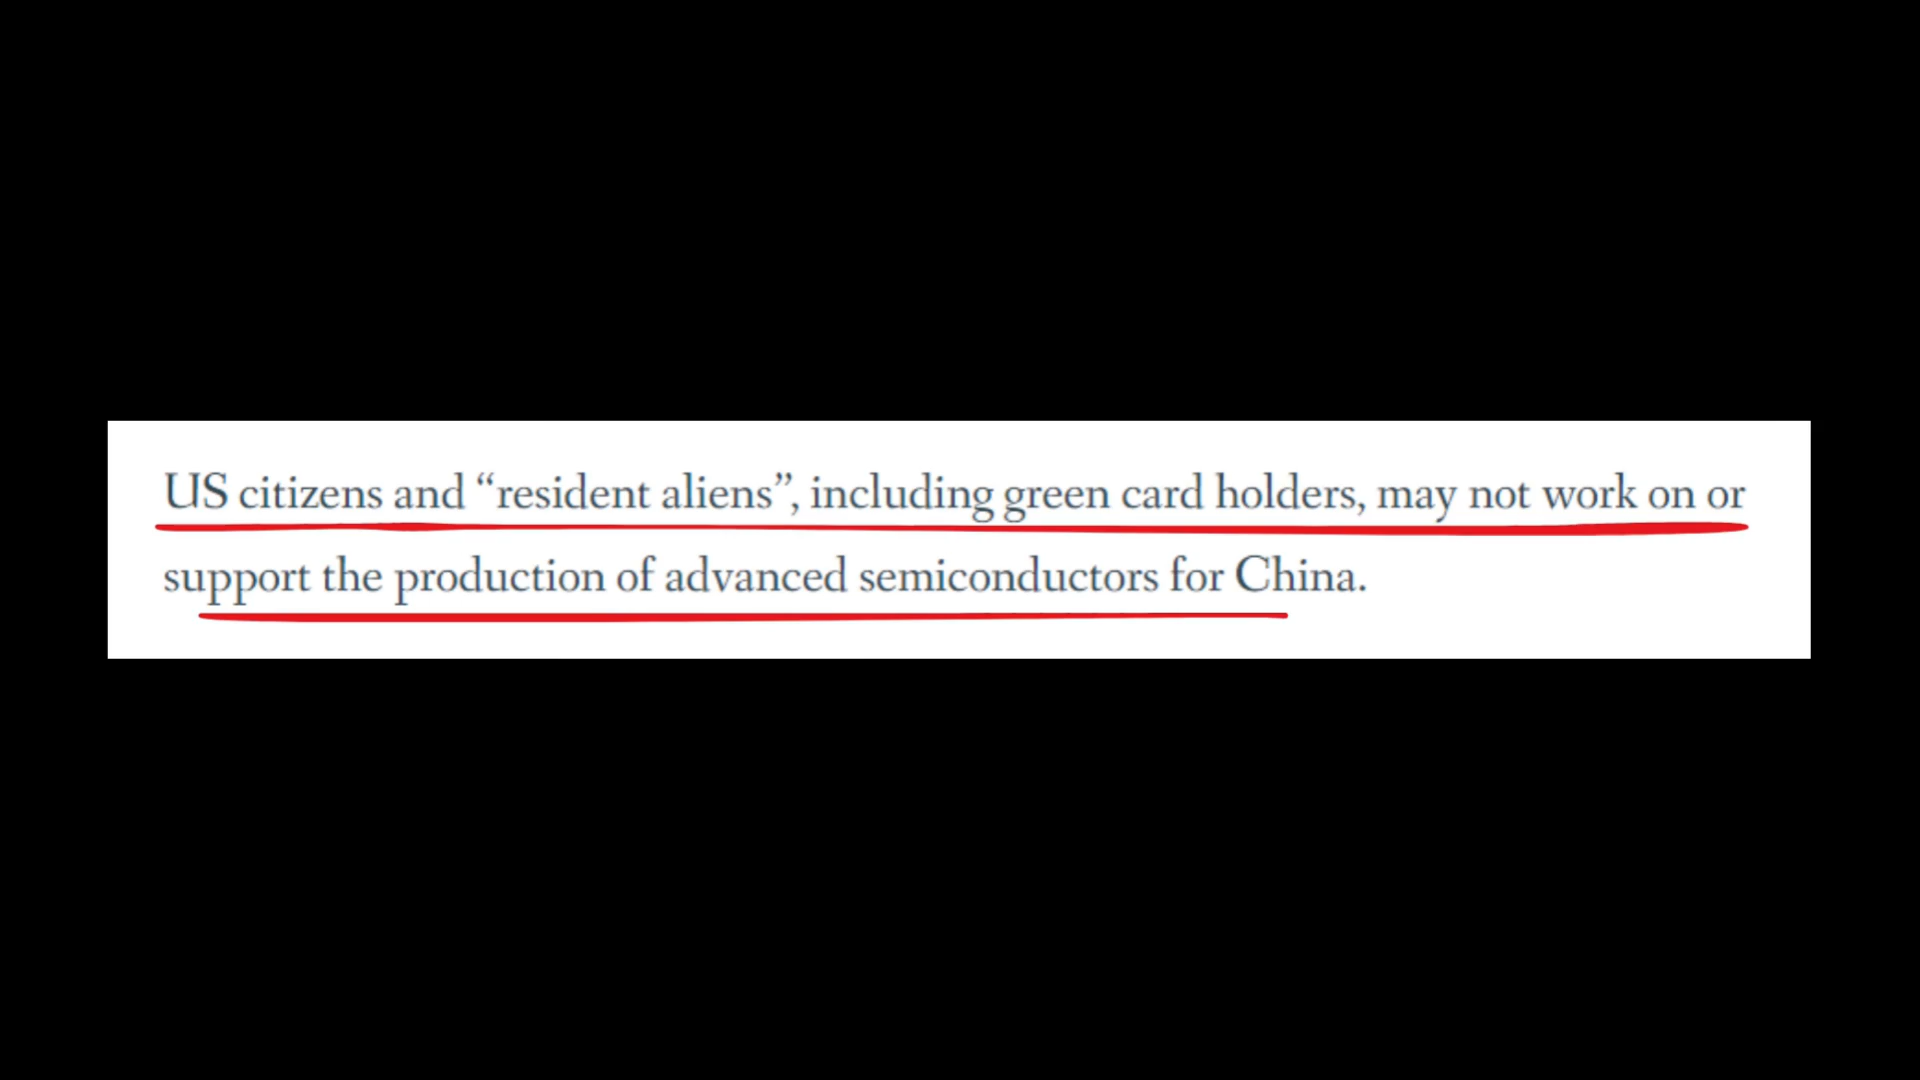 US citizens and “resident aliens”, including green card holders, may not work on or
support the production of advanced semiconductors for China.